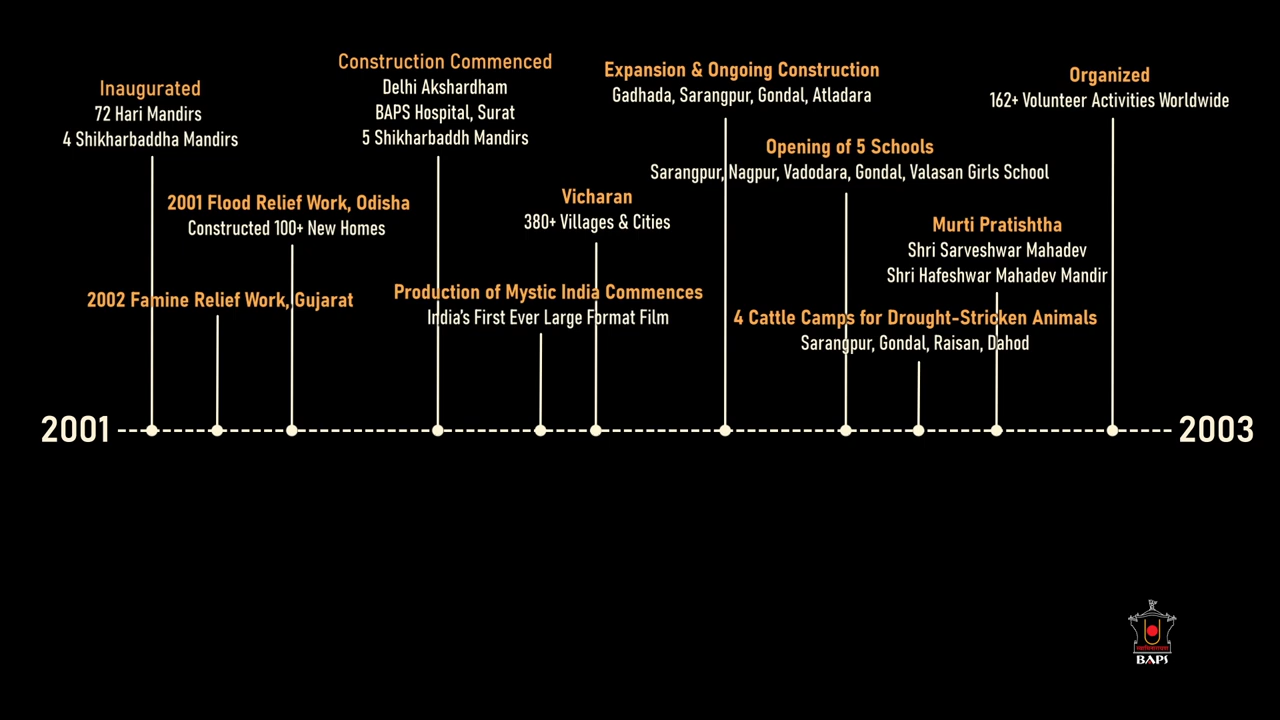 Inaugurated
72 Hari Mandirs
4 Shikharbaddha Mandirs
2002 Famine Relief Work, Gujarat
2001 Flood Relief Work, Odisha
Constructed 100+ New Homes
Construction Commenced
Delhi Akshardham
BAPS Hospital, Surat
5 Shikharbaddh Mandirs
Production of Mystic India Commences
India's First Ever Large Format Film
Vicharan
380+ Villages & Cities
Expansion & Ongoing Construction
Gadhada, Sarangpur, Gondal, Atladara
Opening of 5 Schools
Sarangpur, Nagpur, Vadodara, Gondal, Valasan Girls School
4 Cattle Camps for Drought-Stricken Animals
Sarangpur, Gondal, Raisan, Dahod
Murti Pratishtha
Shri Sarveshwar Mahadev
Shri Hafeshwar Mahadev Mandir
Organized
162+ Volunteer Activities Worldwide
2001
2003
BAPS